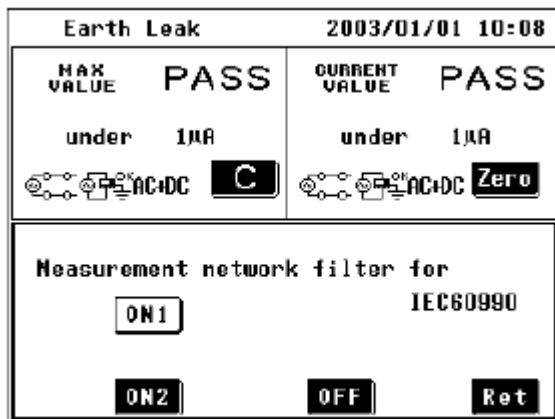 Earth Leak 2003/01/01 10:08
MAX VALUE PASS
CURRENT VALUE PASS
under 1μA
under 1μA
AC+DC C
AC+DC Zero
Measurement network filter for
IEC60990
ON1
ON2 OFF Ret